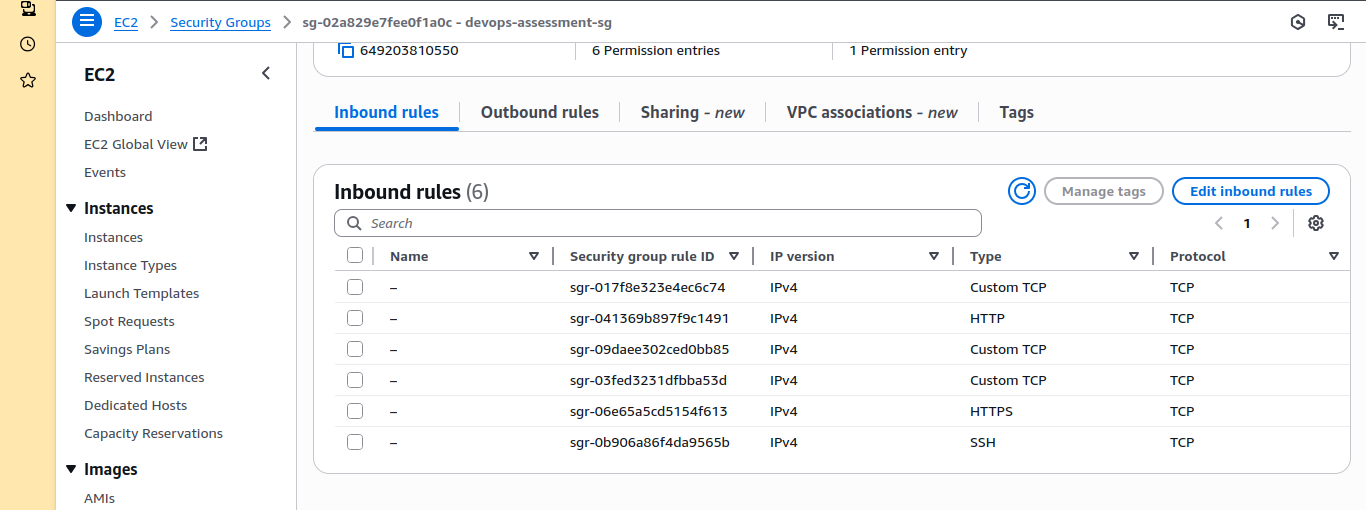 EC2 > Security Groups > sg-02a829e7fee0f1a0c - devops-assessment-sg
649203810550 6 Permission entries 1 Permission entry
EC2
Dashboard
EC2 Global View
Events
Instances
Instances
Instance Types
Launch Templates
Spot Requests
Savings Plans
Reserved Instances
Dedicated Hosts
Capacity Reservations
Images
AMIs
Inbound rules Outbound rules Sharing - new VPC associations - new Tags
Inbound rules (6) Manage tags Edit inbound rules
Search 1
Name Security group rule ID IP version Type Protocol
– sgr-017f8e323e4ec6c74 IPv4 Custom TCP TCP
– sgr-041369b897f9c1491 IPv4 HTTP TCP
– sgr-09daee302ced0bb85 IPv4 Custom TCP TCP
– sgr-03fed3231dfbba53d IPv4 Custom TCP TCP
– sgr-06e65a5cd5154f613 IPv4 HTTPS TCP
– sgr-0b906a86f4da9565b IPv4 SSH TCP